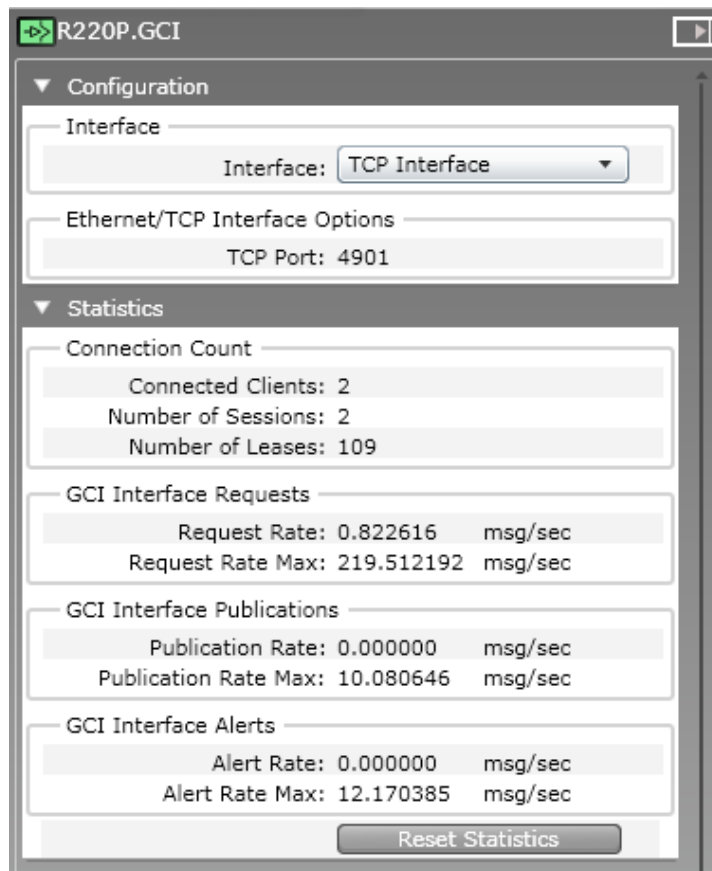 R220P.GCI
Configuration
Interface
Interface: TCP Interface
Ethernet/TCP Interface Options
TCP Port: 4901
Statistics
Connection Count
Connected Clients: 2
Number of Sessions: 2
Number of Leases: 109
GCI Interface Requests
Request Rate: 0.822616 msg/sec
Request Rate Max: 219.512192 msg/sec
GCI Interface Publications
Publication Rate: 0.000000 msg/sec
Publication Rate Max: 10.080646 msg/sec
GCI Interface Alerts
Alert Rate: 0.000000 msg/sec
Alert Rate Max: 12.170385 msg/sec
Reset Statistics